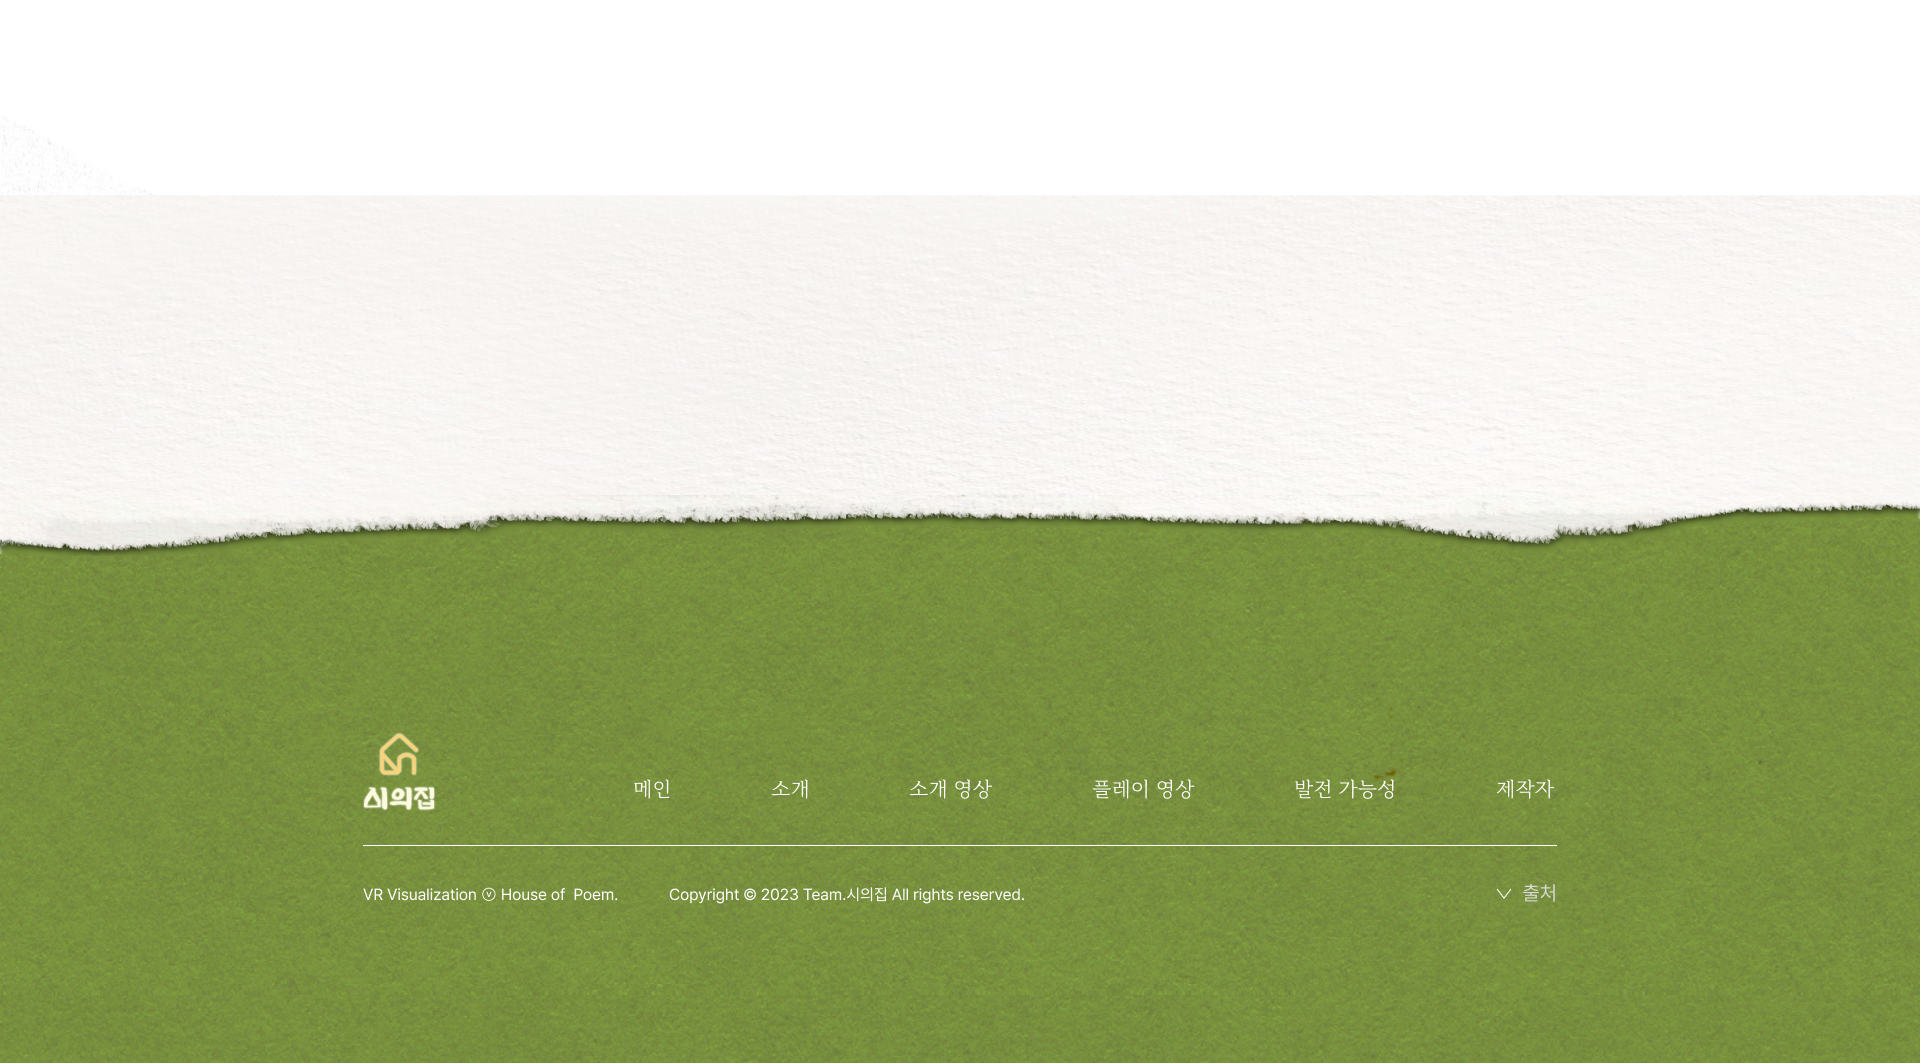 시의집
메인 소개 소개 영상 플레이 영상 발전 가능성 제작자
VR Visualization ⓥ House of Poem. Copyright © 2023 Team.시의집 All rights reserved. 출처